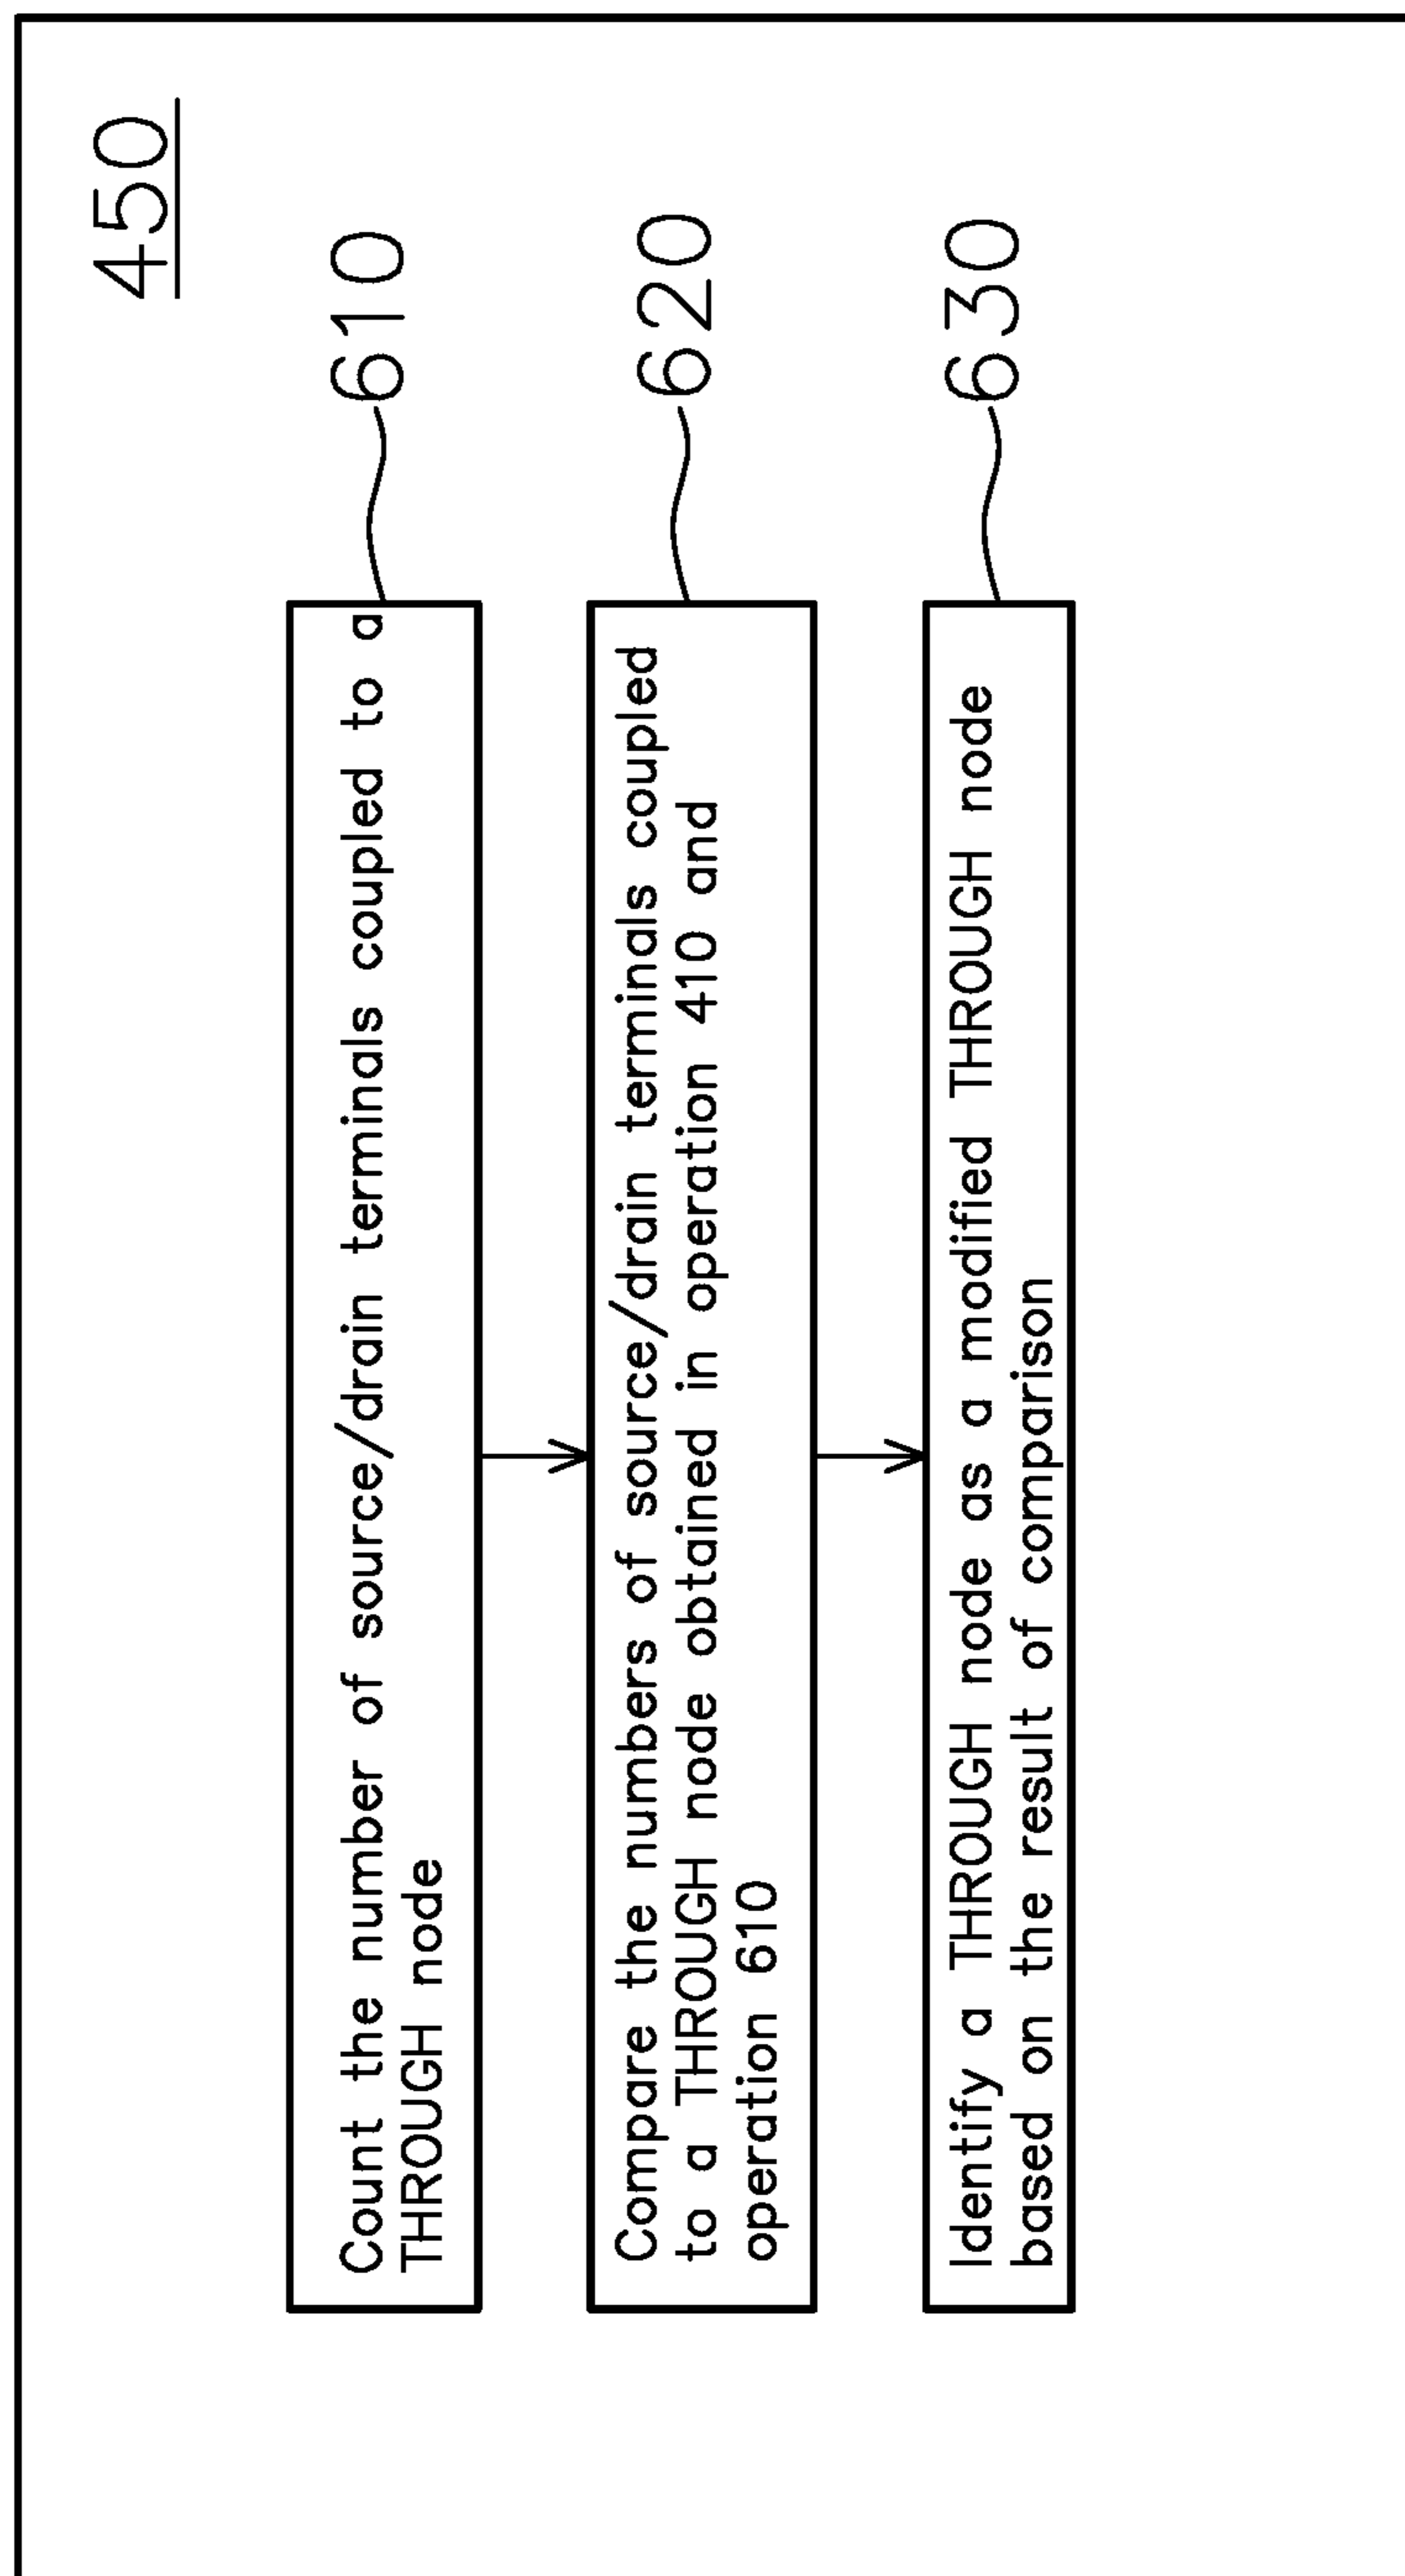 450
Count the number of source/drain terminals coupled to a
THROUGH node
610
Compare the numbers of source/drain terminals coupled
to a THROUGH node obtained in operation 410 and
operation 610
620
Identify a THROUGH node as a modified THROUGH node
based on the result of comparison
630